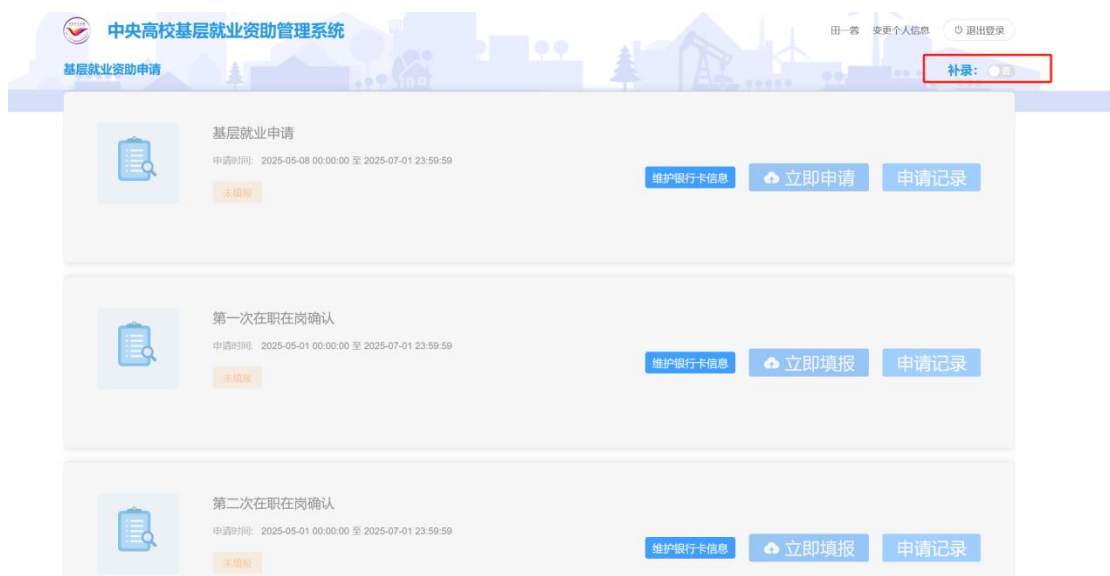 中央高校基层就业资助管理系统
田一蓉 变更个人信息 退出登录
基层就业资助申请
补录： 否
基层就业申请
申请时间: 2025-05-08 00:00:00 至 2025-07-01 23:59:59
未填报
维护银行卡信息 立即申请 申请记录
第一次在职在岗确认
申请时间: 2025-05-01 00:00:00 至 2025-07-01 23:59:59
未填报
维护银行卡信息 立即填报 申请记录
第二次在职在岗确认
申请时间: 2025-05-01 00:00:00 至 2025-07-01 23:59:59
未填报
维护银行卡信息 立即填报 申请记录